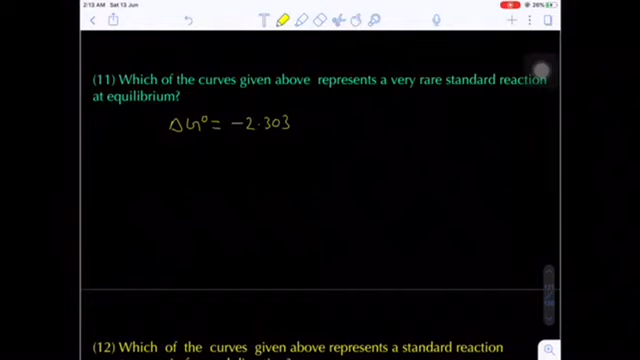 2:13 AM Sat 13 Jun
26%
(11) Which of the curves given above represents a very rare standard reaction
at equilibrium?
ΔG° = −2.303
(12) Which of the curves given above represents a standard reaction